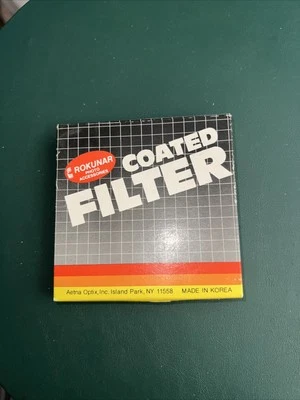 ROKUNAR
PHOTO
ACCESSORIES
COATED
FILTER
Aetna Optix, Inc. Island Park, NY 11558 MADE IN KOREA